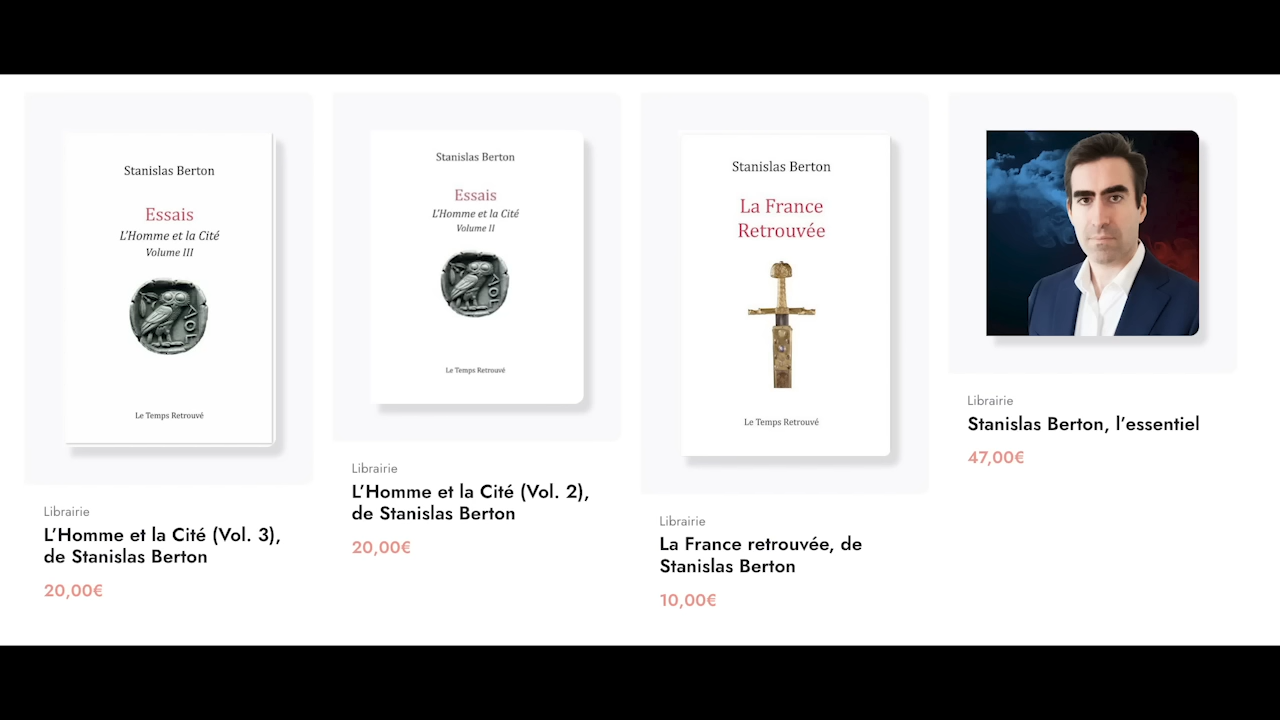 Stanislas Berton
Essais
L'Homme et la Cité
Volume III
Le Temps Retrouvé
Librairie
L'Homme et la Cité (Vol. 3),
de Stanislas Berton
20,00€
Stanislas Berton
Essais
L'Homme et la Cité
Volume II
Le Temps Retrouvé
Librairie
L'Homme et la Cité (Vol. 2),
de Stanislas Berton
20,00€
Stanislas Berton
La France
Retrouvée
Le Temps Retrouvé
Librairie
La France retrouvée, de
Stanislas Berton
10,00€
Librairie
Stanislas Berton, l'essentiel
47,00€